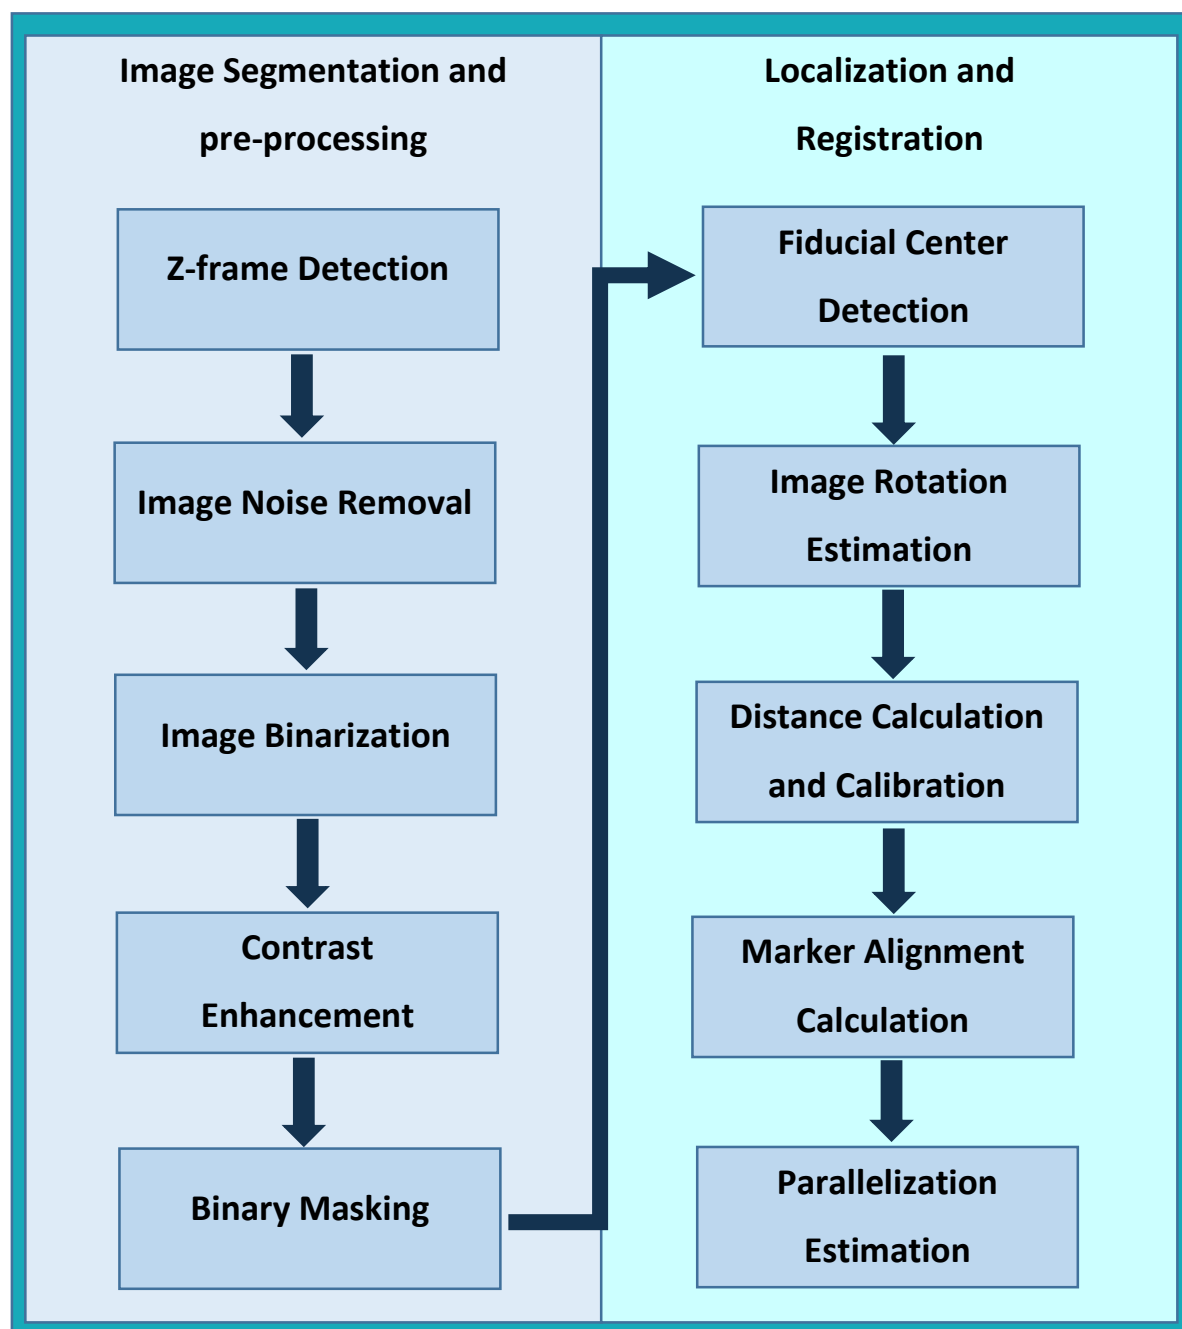 Image Segmentation and
pre-processing
Z-frame Detection
Image Noise Removal
Image Binarization
Contrast
Enhancement
Binary Masking
Localization and
Registration
Fiducial Center
Detection
Image Rotation
Estimation
Distance Calculation
and Calibration
Marker Alignment
Calculation
Parallelization
Estimation